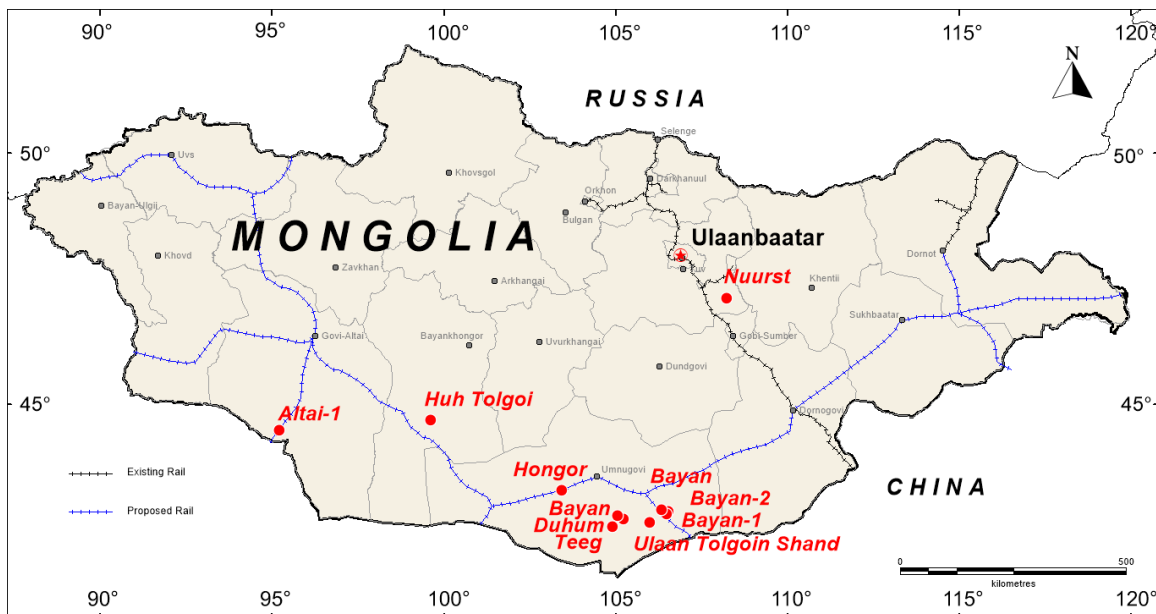 90° 95° 100° 105° 110° 115° 120°
N
RUSSIA
Selenge
50° 50°
Uvs
Khovsgol
Darkhanuul
Bayan-Ulgij
Orkhon
Bulgan
MONGOLIA
Ulaanbaatar
Khovd
Zavkhan
Tuv
Dornot
Arkhangai
Nuurst
Khentii
Sukhbaatar
Govi-Altai
Bayankhongor
Uvurkhangai
Gobi-Sumber
Dundgovi
Huh Tolgoi
45° 45°
Altai-1
Dornogovi
Existing Rail
Hongor
Umnugovi
Bayan
CHINA
Bayan-2
Proposed Rail
Bayan
Bayan-1
Duhum
Teeg
Ulaan Tolgoin Shand
0 500
kilometres
90° 95° 100° 105° 110° 115° 120°